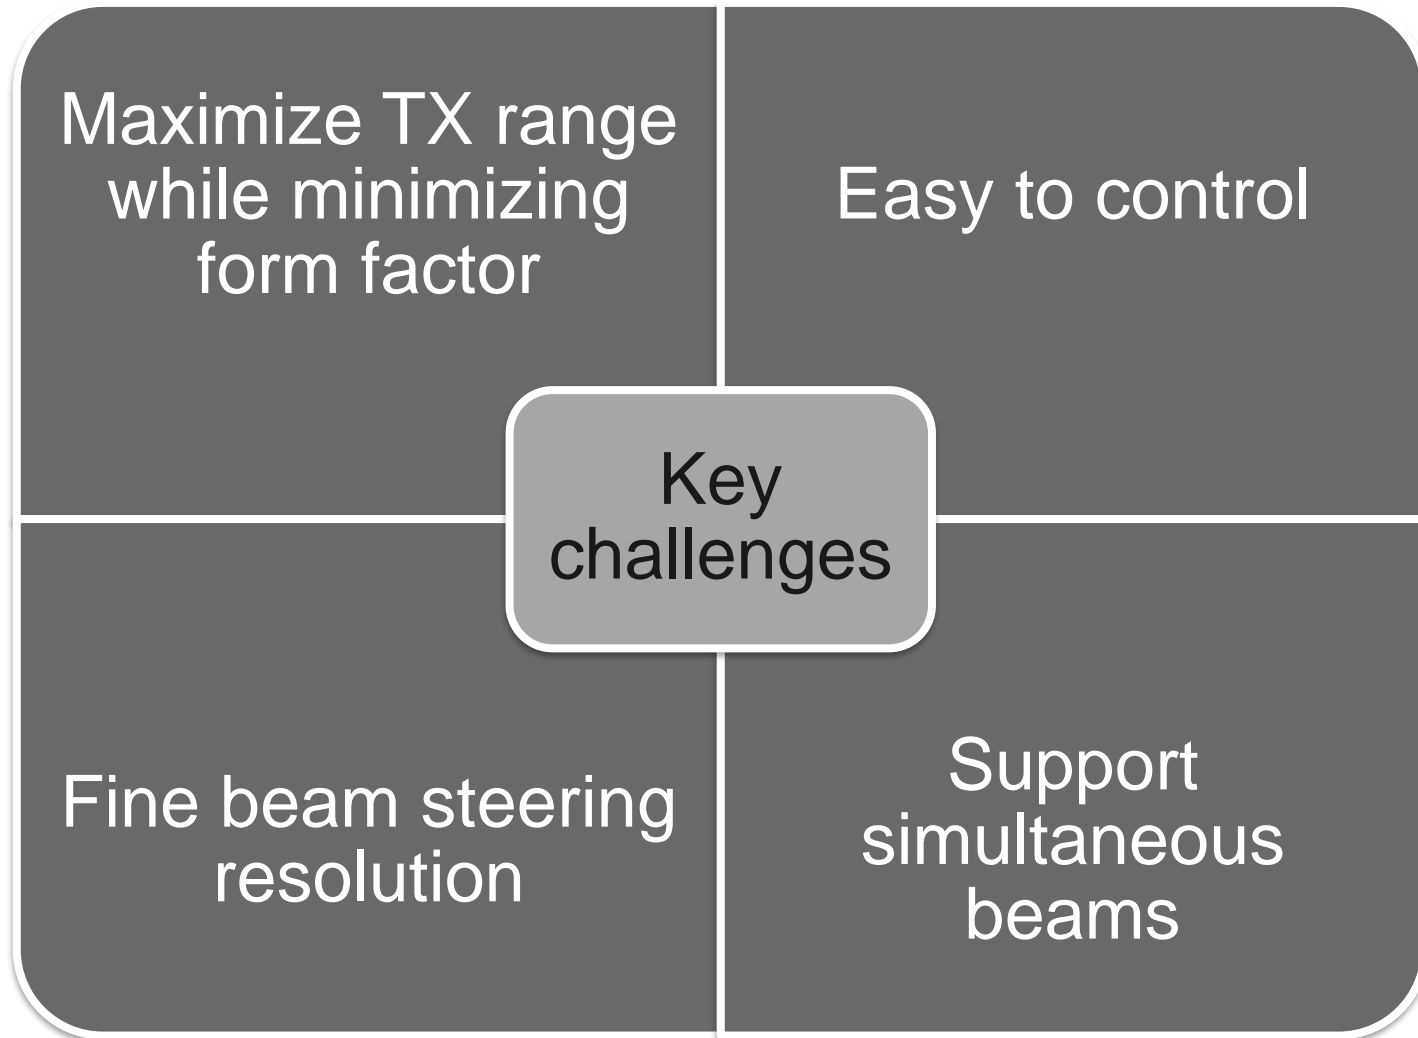 Maximize TX range
while minimizing
form factor
Easy to control
Key
challenges
Fine beam steering
resolution
Support
simultaneous
beams